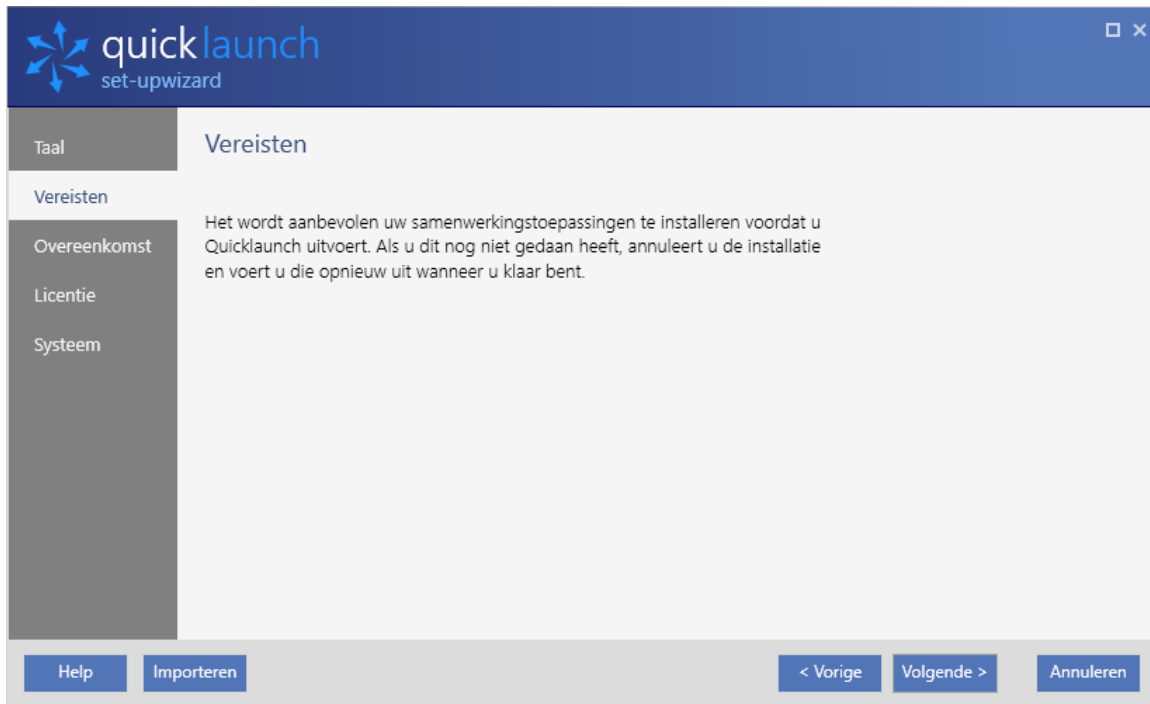 quicklaunch
set-upwizard
Taal
Vereisten
Overeenkomst
Licentie
Systeem
Vereisten
Het wordt aanbevolen uw samenwerkingstoepassingen te installeren voordat u
Quicklaunch uitvoert. Als u dit nog niet gedaan heeft, annuleert u de installatie
en voert u die opnieuw uit wanneer u klaar bent.
Help
Importeren
< Vorige
Volgende >
Annuleren